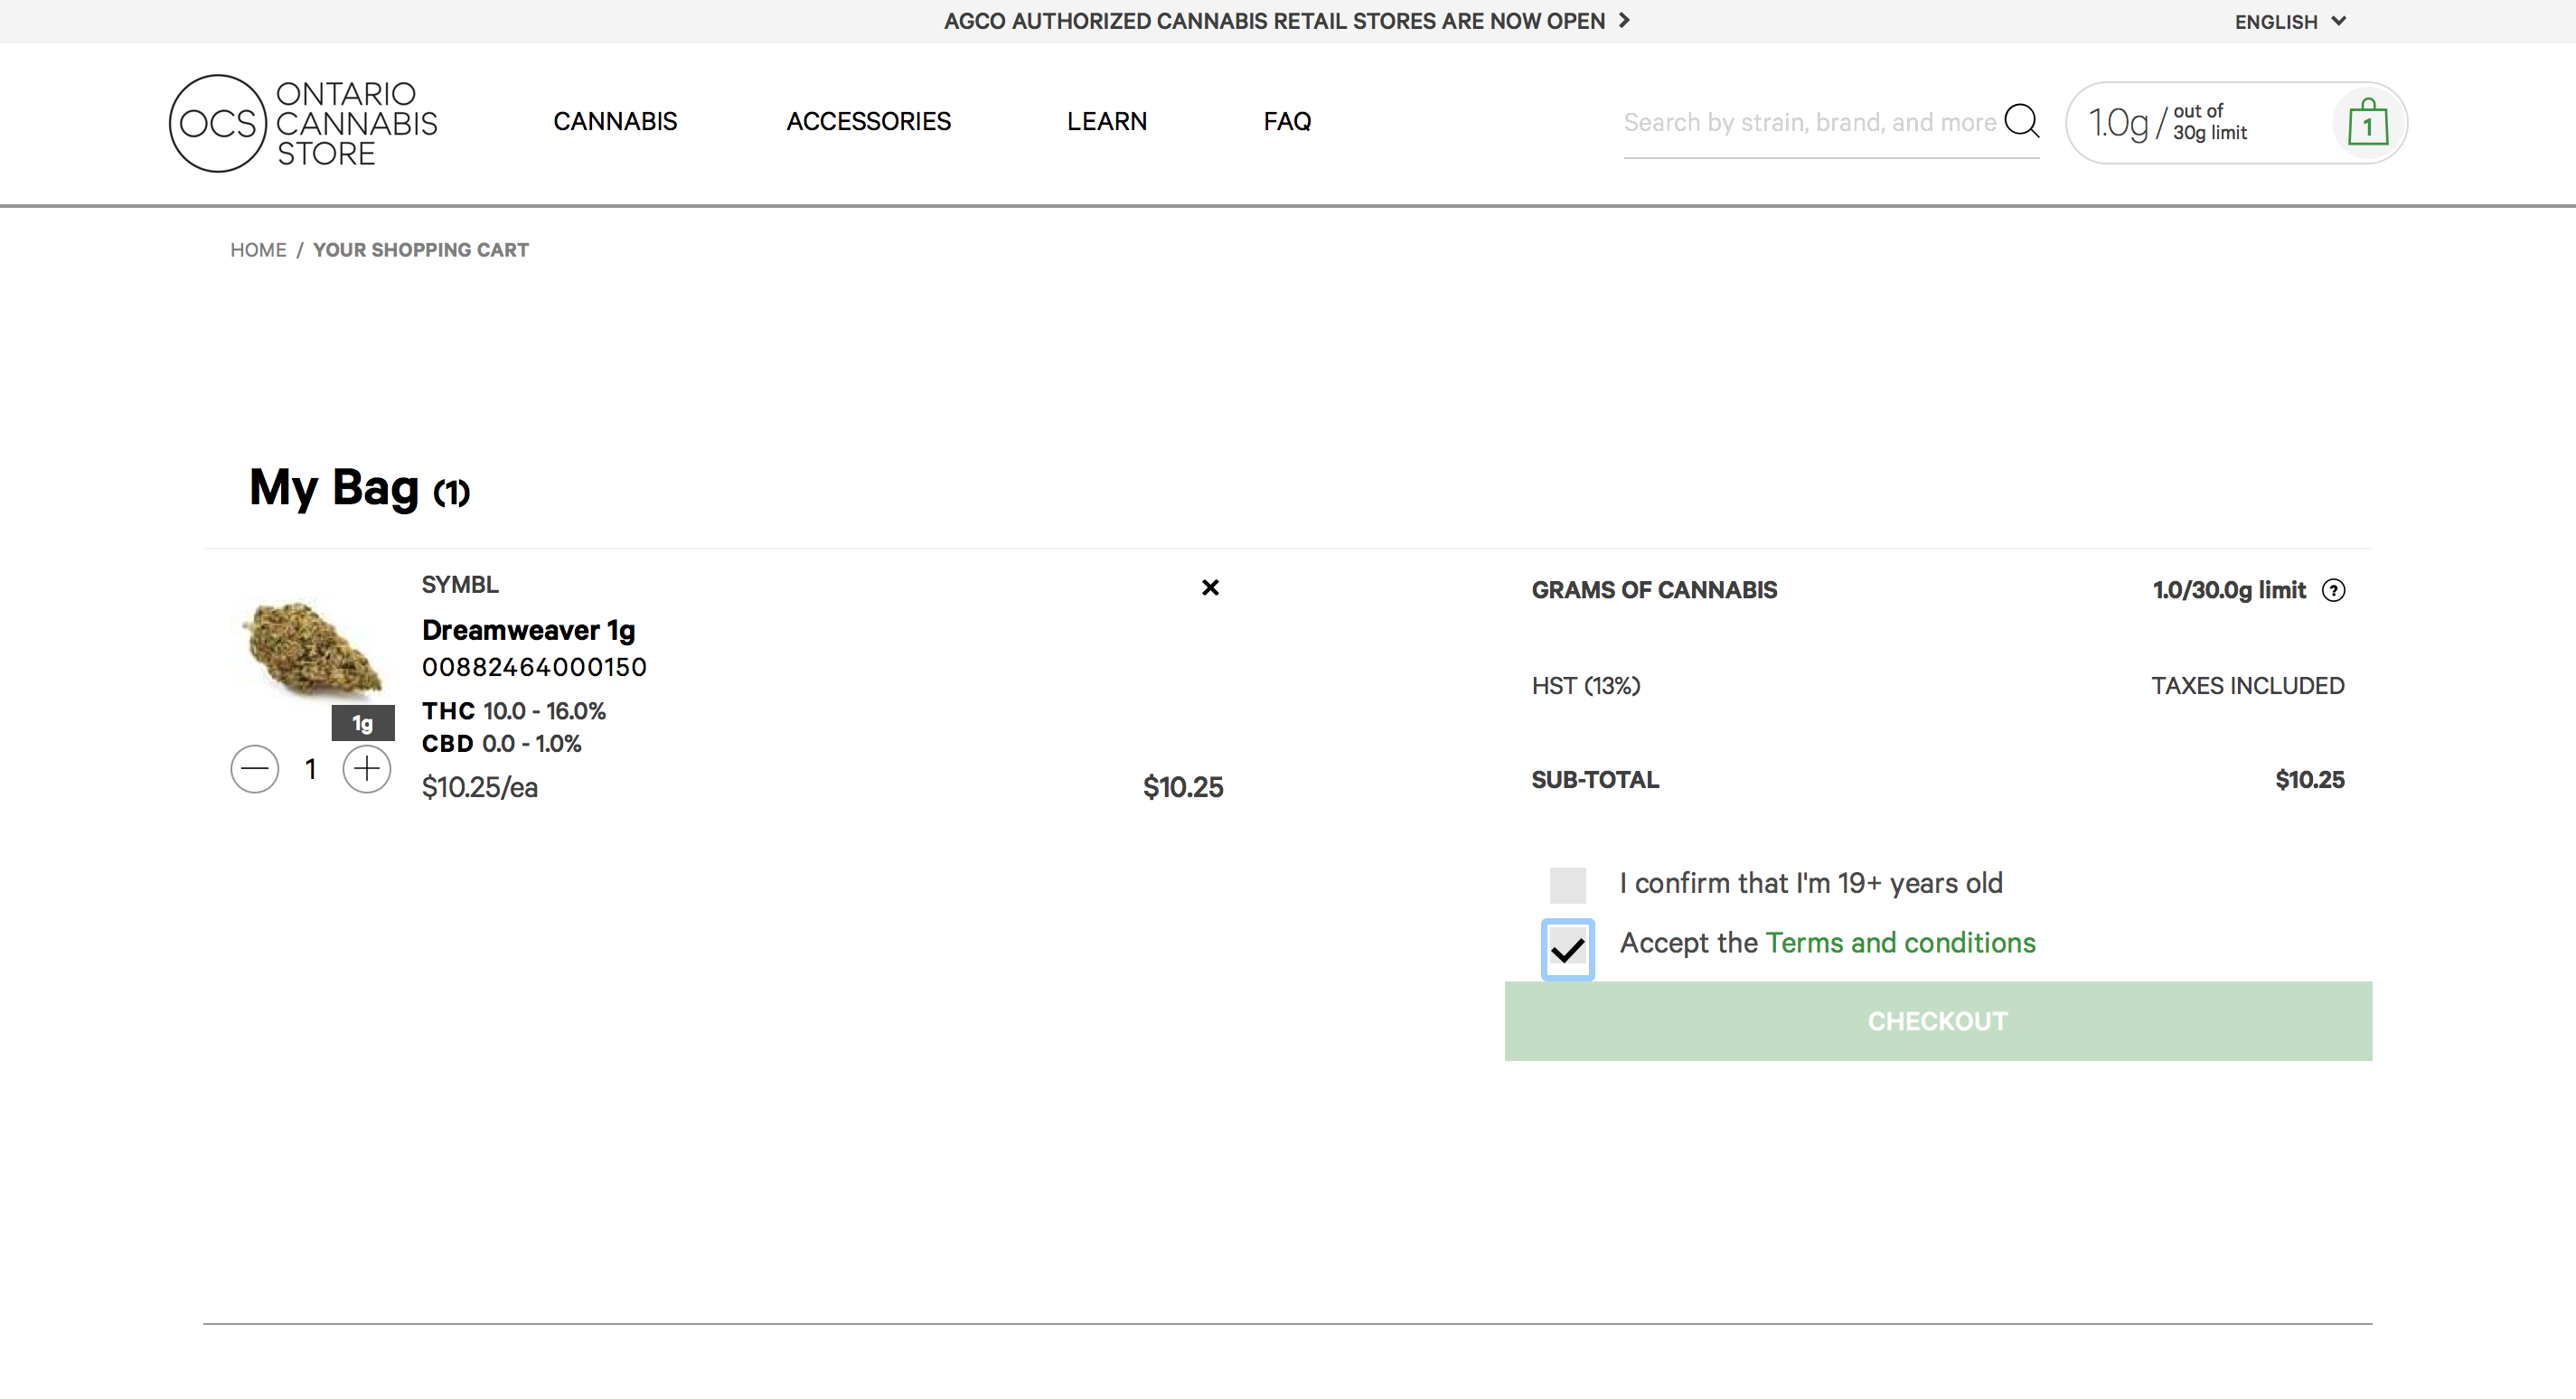 AGCO AUTHORIZED CANNABIS RETAIL STORES ARE NOW OPEN
ENGLISH
OCS
ONTARIO
CANNABIS
STORE
CANNABIS
ACCESSORIES
LEARN
FAQ
Search by strain, brand, and more
1.0g / out of
30g limit
1
HOME / YOUR SHOPPING CART
My Bag (1)
SYMBL
Dreamweaver 1g
00882464000150
THC 10.0 - 16.0%
CBD 0.0 - 1.0%
$10.25/ea
1g
1
$10.25
GRAMS OF CANNABIS
1.0/30.0g limit ?
HST (13%)
TAXES INCLUDED
SUB-TOTAL
$10.25
I confirm that I'm 19+ years old
Accept the Terms and conditions
CHECKOUT